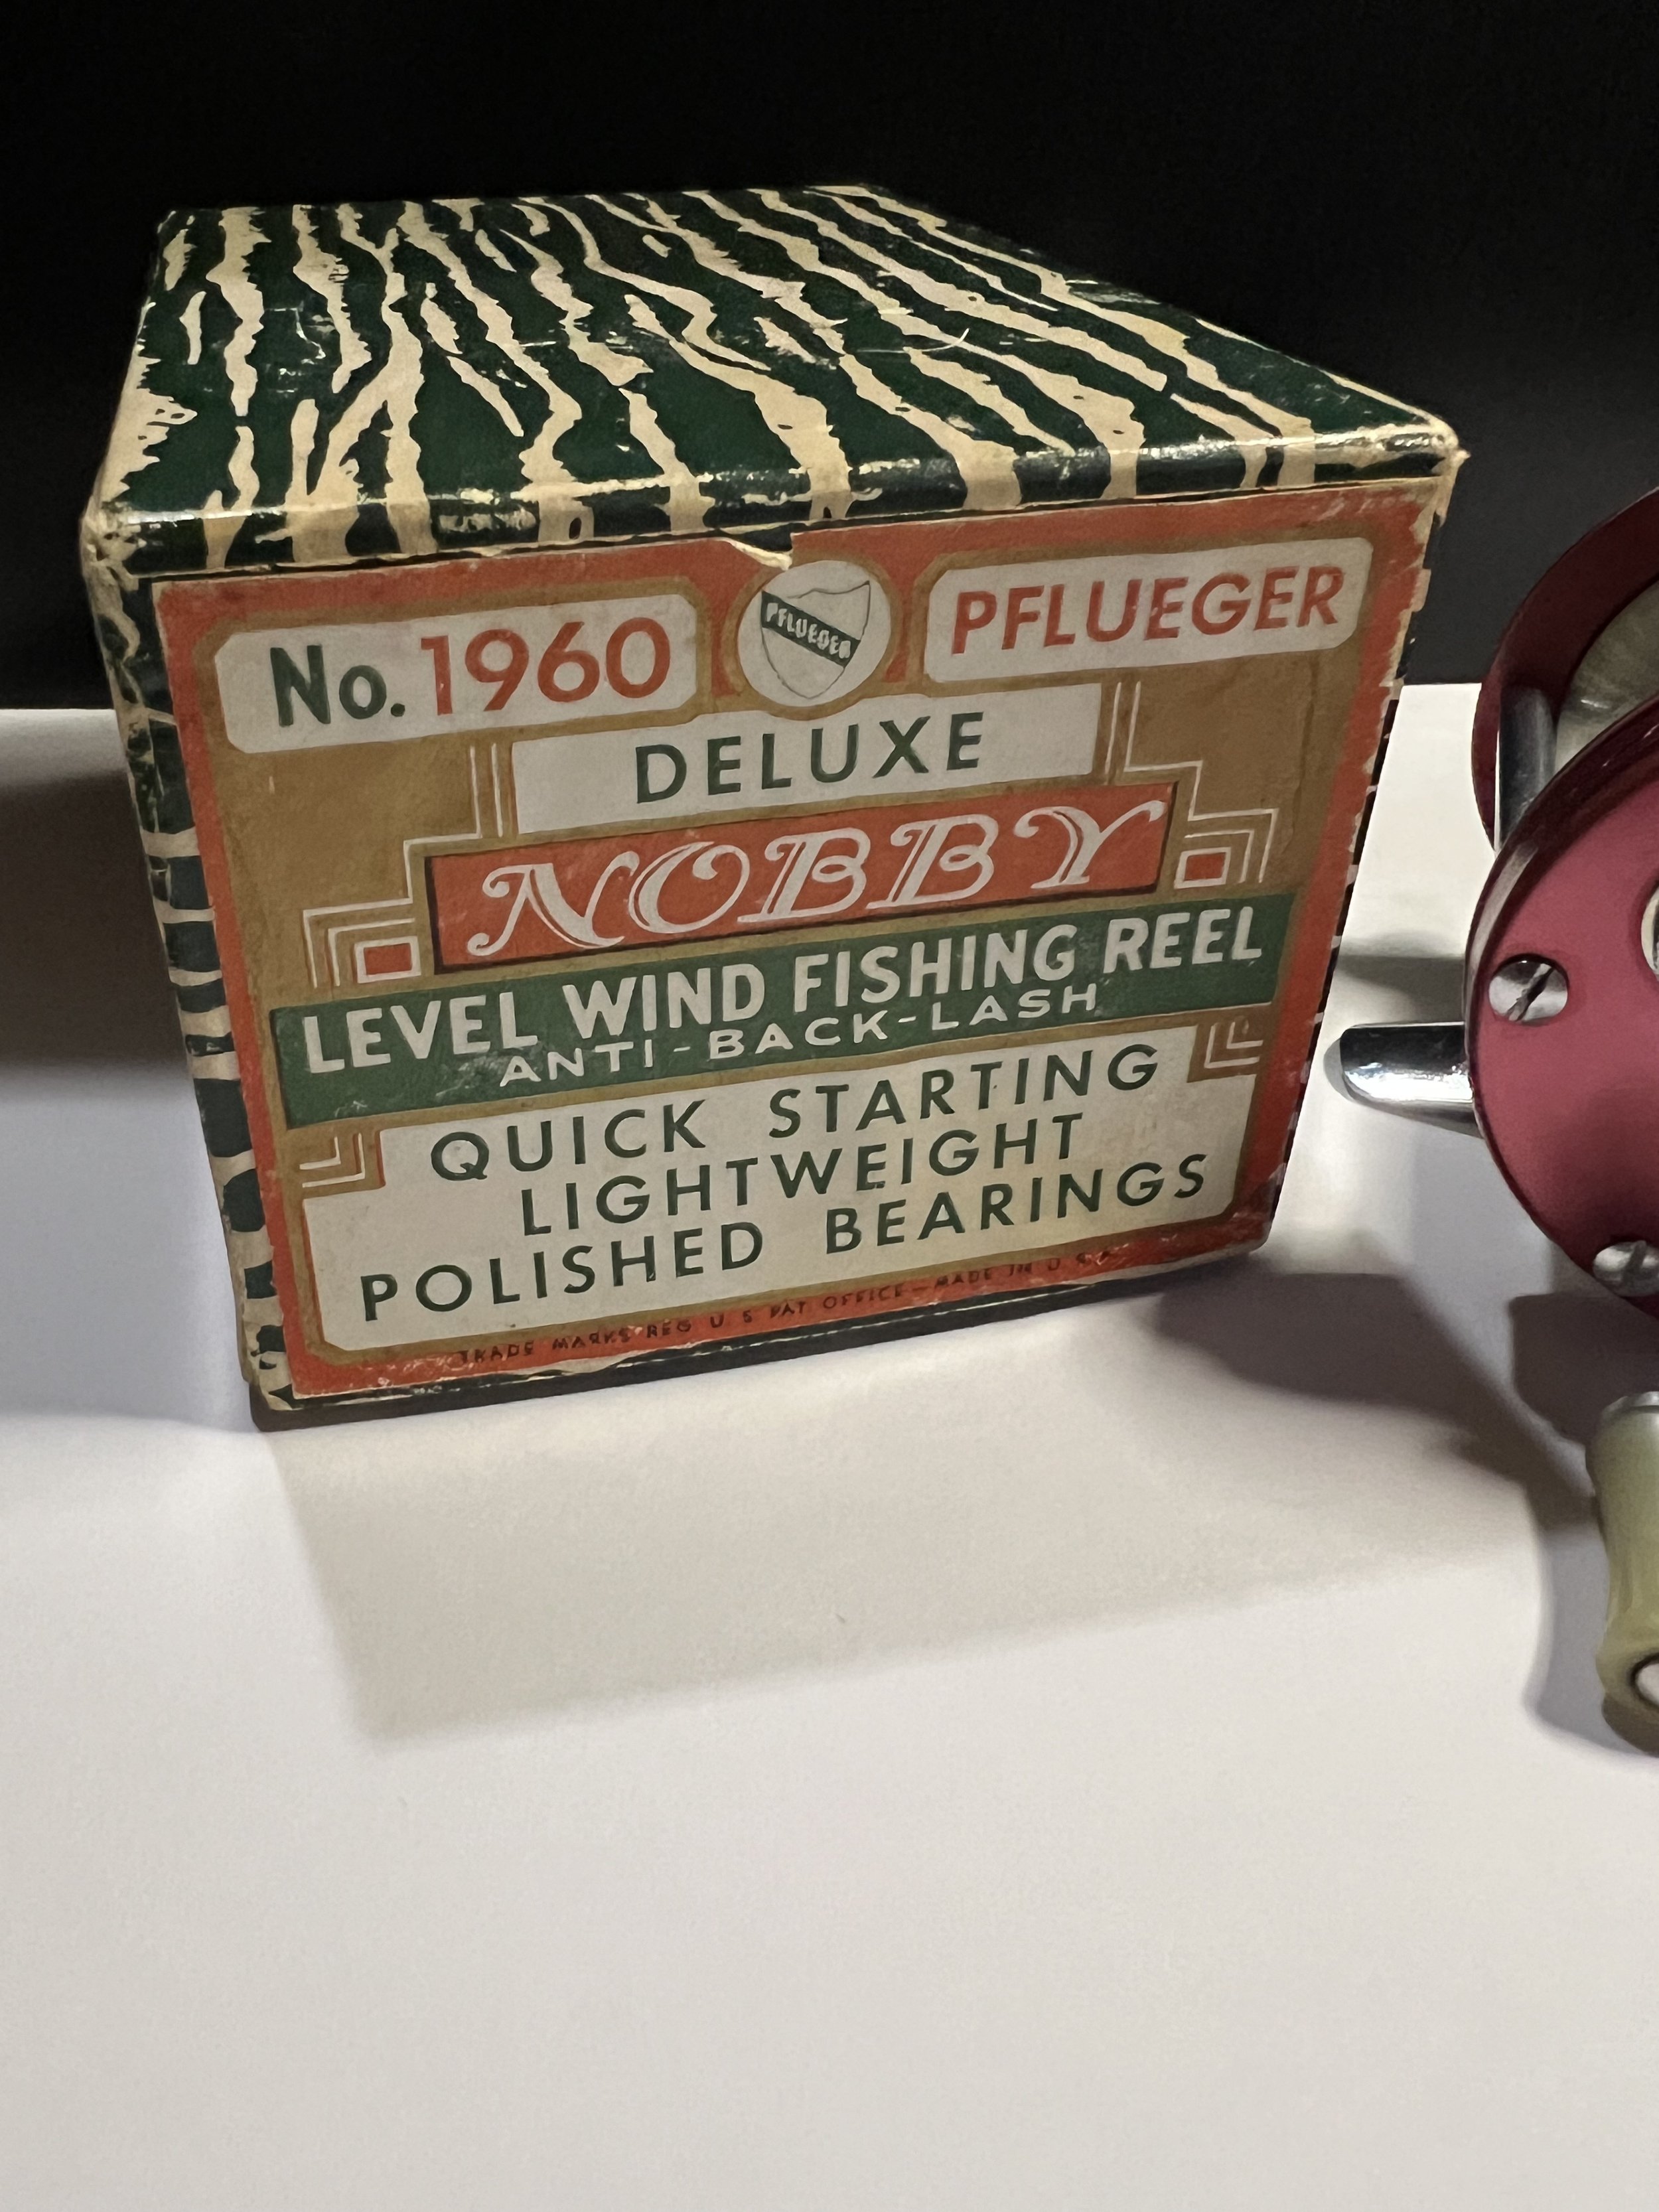 No. 1960
PFLUEGER
PFLUEGER
DELUXE
NOBBY
LEVEL WIND FISHING REEL
ANTI-BACK-LASH
QUICK STARTING
LIGHTWEIGHT
POLISHED BEARINGS
TRADE MARKS REG U S PAT OFFICE — MADE IN U. S. A.